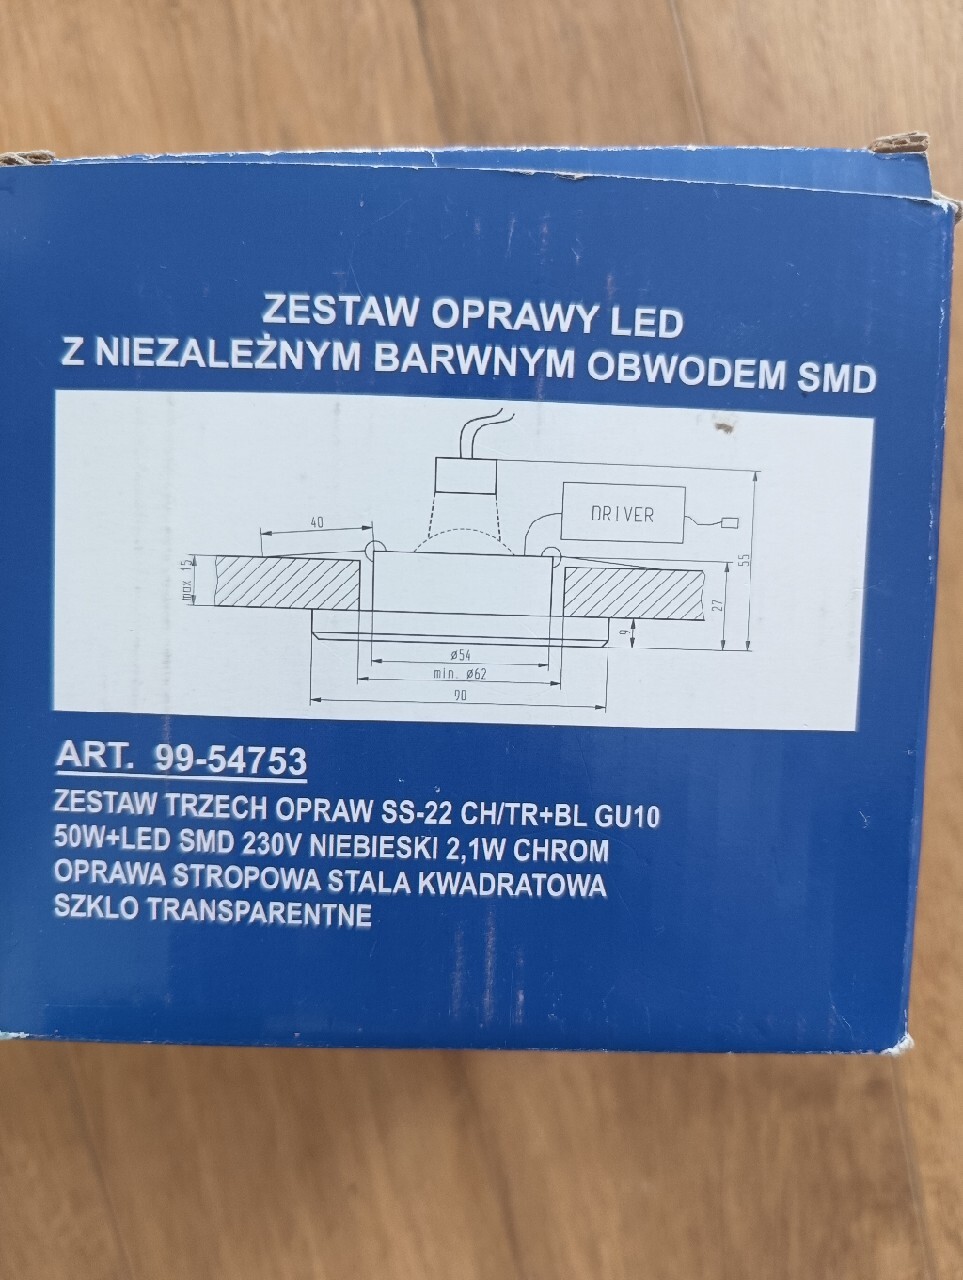 ZESTAW OPRAWY LED
Z NIEZALEŻNYM BARWNYM OBWODEM SMD
40
DRIVER
max 15
55
27
9
ø54
min. ø62
90
ART. 99-54753
ZESTAW TRZECH OPRAW SS-22 CH/TR+BL GU10
50W+LED SMD 230V NIEBIESKI 2,1W CHROM
OPRAWA STROPOWA STALA KWADRATOWA
SZKLO TRANSPARENTNE